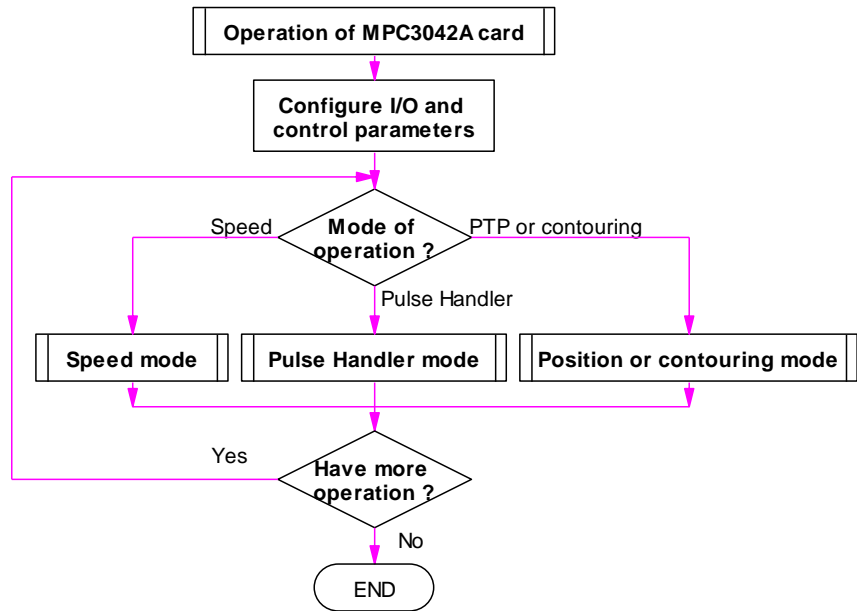 Operation of MPC3042A card
Configure I/O and
control parameters
Speed
Mode of
operation ?
PTP or contouring
Pulse Handler
Speed mode
Pulse Handler mode
Position or contouring mode
Yes
Have more
operation ?
No
END